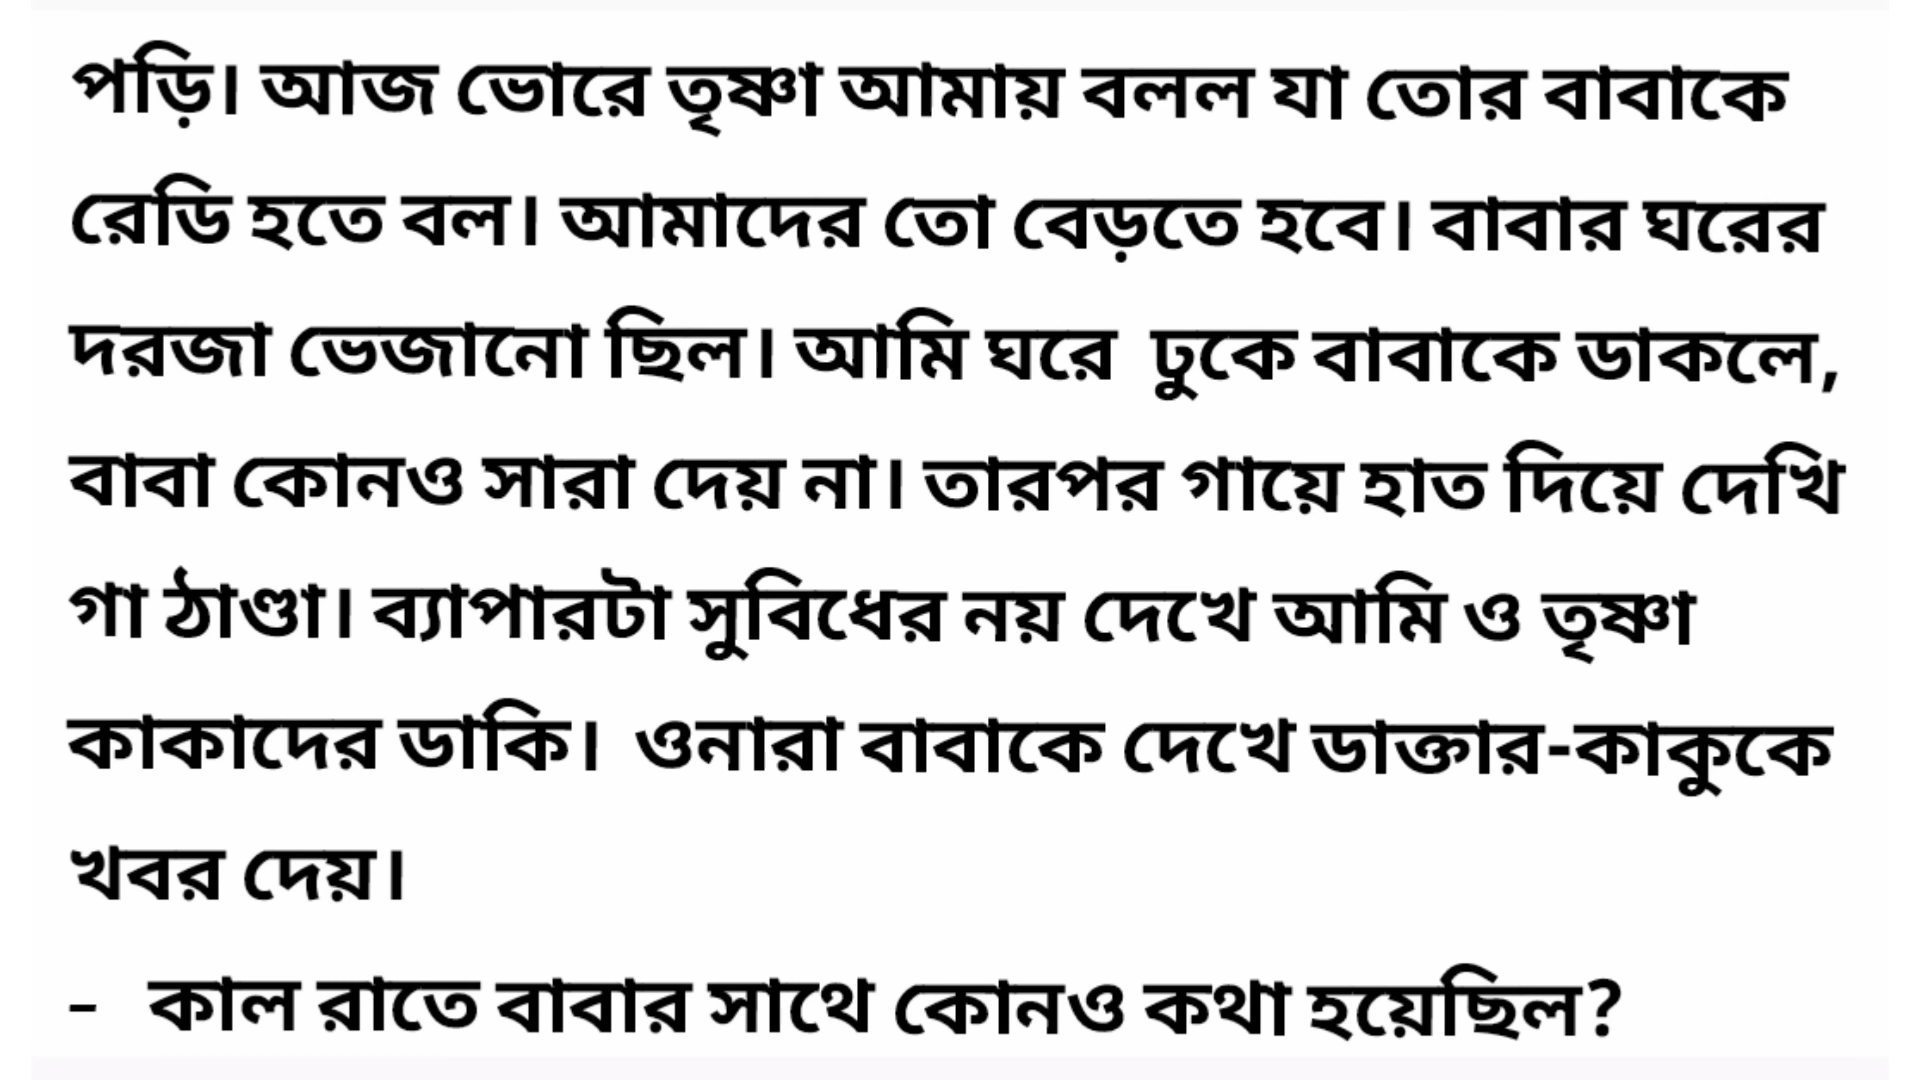 পড়ি। আজ ভোরে তৃষ্ণা আমায় বলল যা তোর বাবাকে
রেডি হতে বল। আমাদের তো বেড়তে হবে। বাবার ঘরের
দরজা ভেজানো ছিল। আমি ঘরে ঢুকে বাবাকে ডাকলে,
বাবা কোনও সারা দেয় না। তারপর গায়ে হাত দিয়ে দেখি
গা ঠাণ্ডা। ব্যাপারটা সুবিধের নয় দেখে আমি ও তৃষ্ণা
কাকাদের ডাকি। ওনারা বাবাকে দেখে ডাক্তার-কাকুকে
খবর দেয়।
- কাল রাতে বাবার সাথে কোনও কথা হয়েছিল?